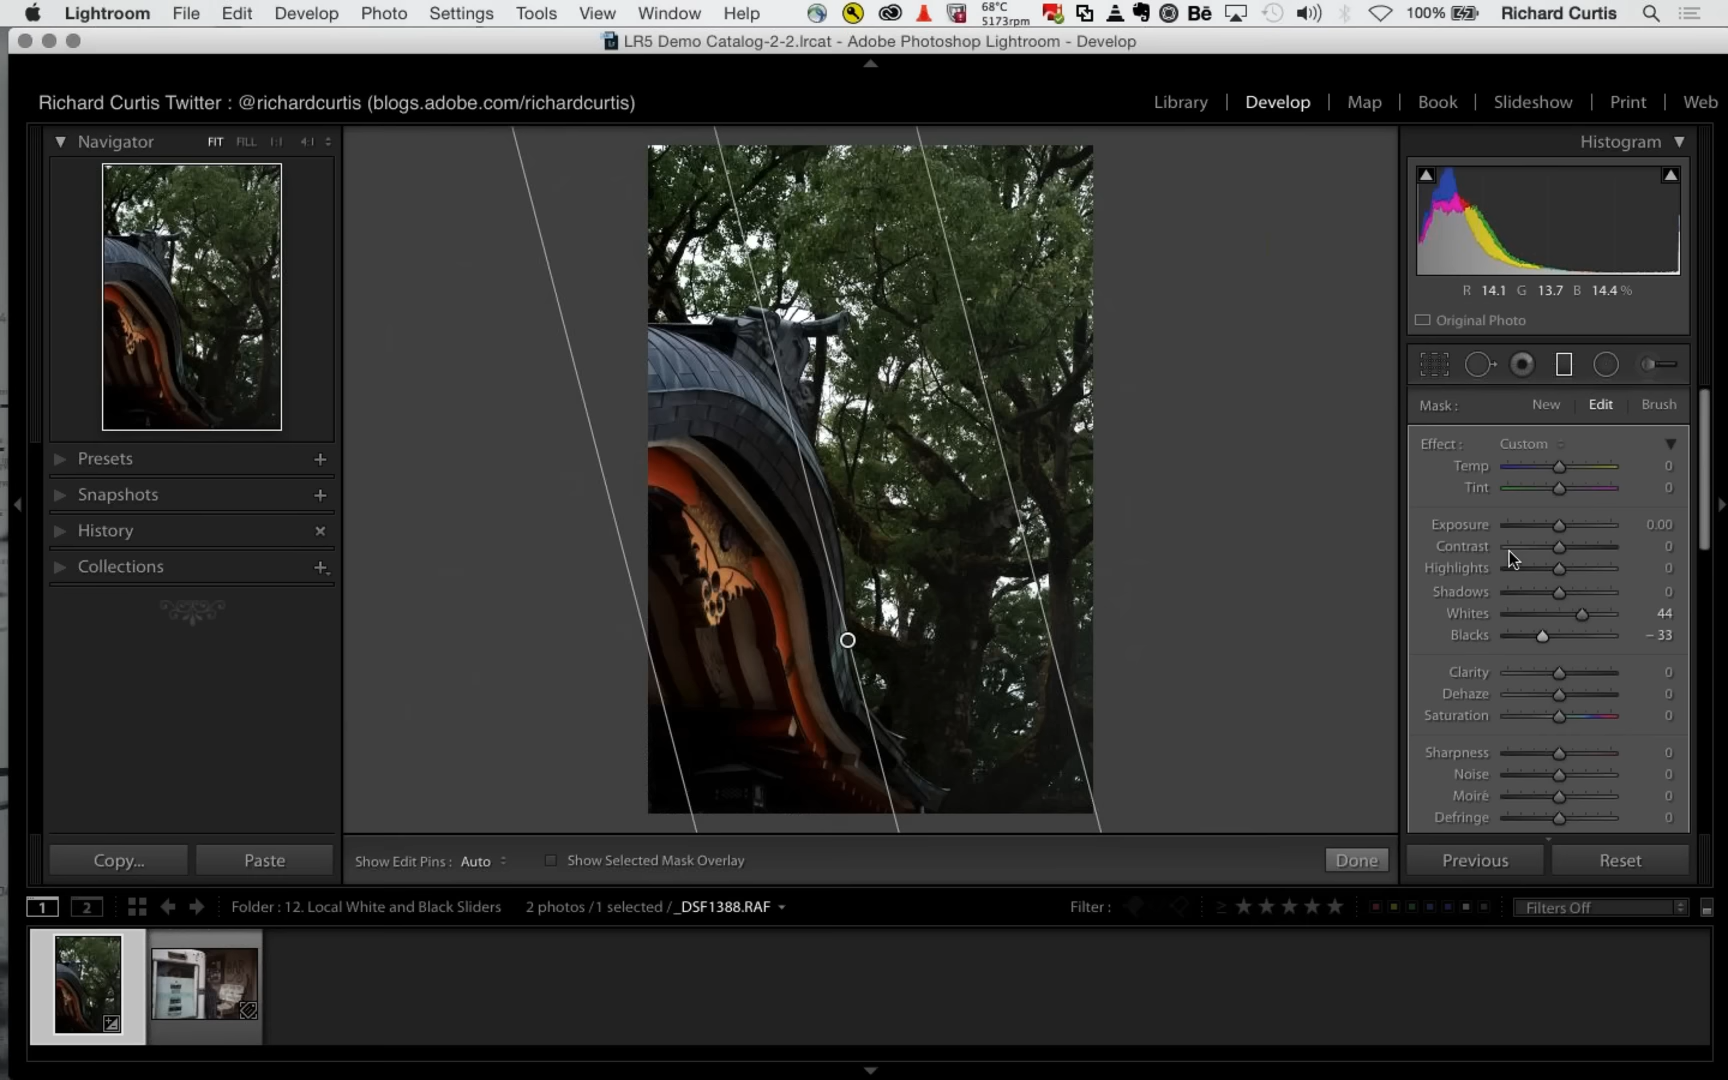 Lightroom File Edit Develop Photo Settings Tools View Window Help 68°C 5173rpm Bē 100% Richard Curtis
LR5 Demo Catalog-2-2.lrcat - Adobe Photoshop Lightroom - Develop
Richard Curtis Twitter : @richardcurtis (blogs.adobe.com/richardcurtis) Library | Develop | Map | Book | Slideshow | Print | Web
Navigator FIT FILL 1:1 4:1
Histogram
R 14.1 G 13.7 B 14.4 %
Original Photo
Mask : New | Edit | Brush
Effect : Custom
Temp 0
Tint 0
Exposure 0.00
Contrast 0
Highlights 0
Shadows 0
Whites 44
Blacks – 33
Clarity 0
Dehaze 0
Saturation 0
Sharpness 0
Noise 0
Moiré 0
Defringe 0
Presets +
Snapshots +
History ×
Collections +
Copy... Paste
Show Edit Pins : Auto Show Selected Mask Overlay Done
Previous Reset
1 2 Folder : 12. Local White and Black Sliders 2 photos /1 selected /_DSF1388.RAF Filter : ≥ ★ ★ ★ ★ ★ Filters Off